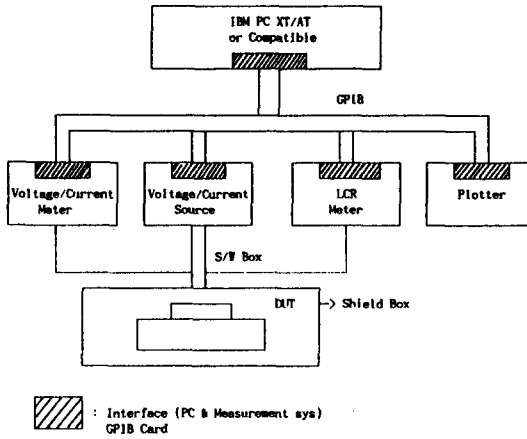 IBM PC XT/AT
or Compatible
GPIB
Voltage/Current
Meter
Voltage/Current
Source
LCR
Meter
Plotter
S/W Box
DUT
Shield Box
: Interface (PC & Measurement sys)
GPIB Card